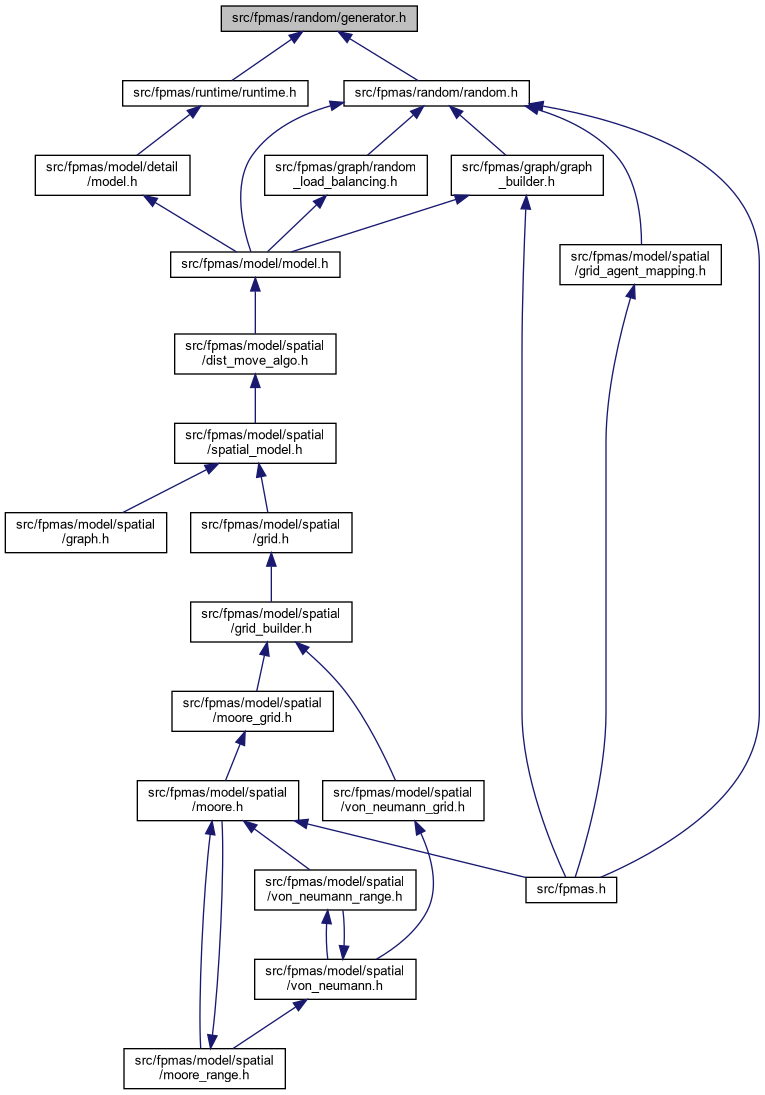 src/fpmas/random/generator.h
src/fpmas/runtime/runtime.h
src/fpmas/random/random.h
src/fpmas/model/detail
/model.h
src/fpmas/graph/random
_load_balancing.h
src/fpmas/graph/graph
_builder.h
src/fpmas/model/model.h
src/fpmas/model/spatial
/grid_agent_mapping.h
src/fpmas/model/spatial
/dist_move_algo.h
src/fpmas/model/spatial
/spatial_model.h
src/fpmas/model/spatial
/graph.h
src/fpmas/model/spatial
/grid.h
src/fpmas/model/spatial
/grid_builder.h
src/fpmas/model/spatial
/moore_grid.h
src/fpmas/model/spatial
/moore.h
src/fpmas/model/spatial
/von_neumann_grid.h
src/fpmas/model/spatial
/von_neumann_range.h
src/fpmas.h
src/fpmas/model/spatial
/von_neumann.h
src/fpmas/model/spatial
/moore_range.h